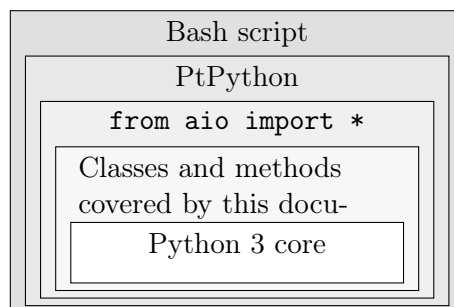 Bash script
PtPython
from aio import *
Classes and methods
covered by this docu-
Python 3 core